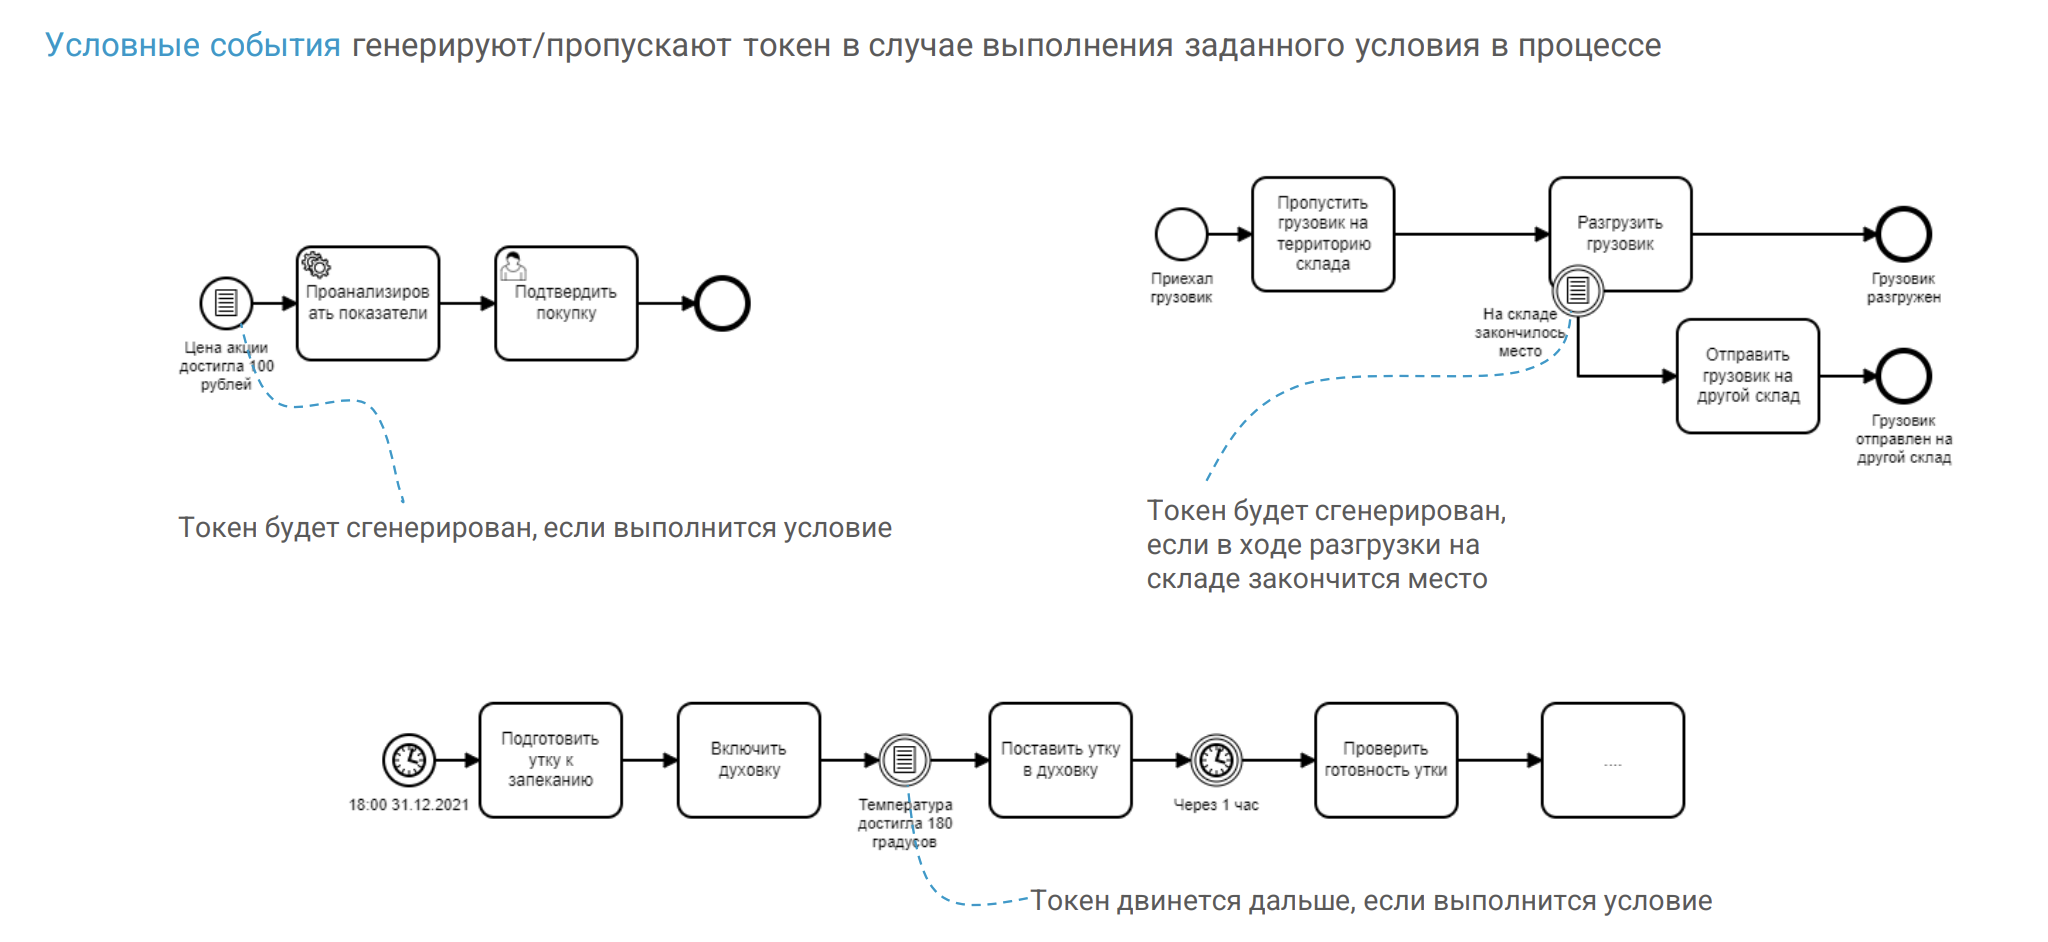 Условные события генерируют/пропускают токен в случае выполнения заданного условия в процессе
Проанализиров
ать показатели
Подтвердить
покупку
Цена акции
достигла 100
рублей
Токен будет сгенерирован, если выполнится условие
Пропустить
грузовик на
территорию
склада
Разгрузить
грузовик
Приехал
грузовик
Грузовик
разгружен
На складе
закончилось
место
Отправить
грузовик на
другой склад
Грузовик
отправлен на
другой склад
Токен будет сгенерирован,
если в ходе разгрузки на
складе закончится место
18:00 31.12.2021
Подготовить
утку к
запеканию
Включить
духовку
Температура
достигла 180
градусов
Поставить утку
в духовку
Через 1 час
Проверить
готовность утки
....
Токен двинется дальше, если выполнится условие